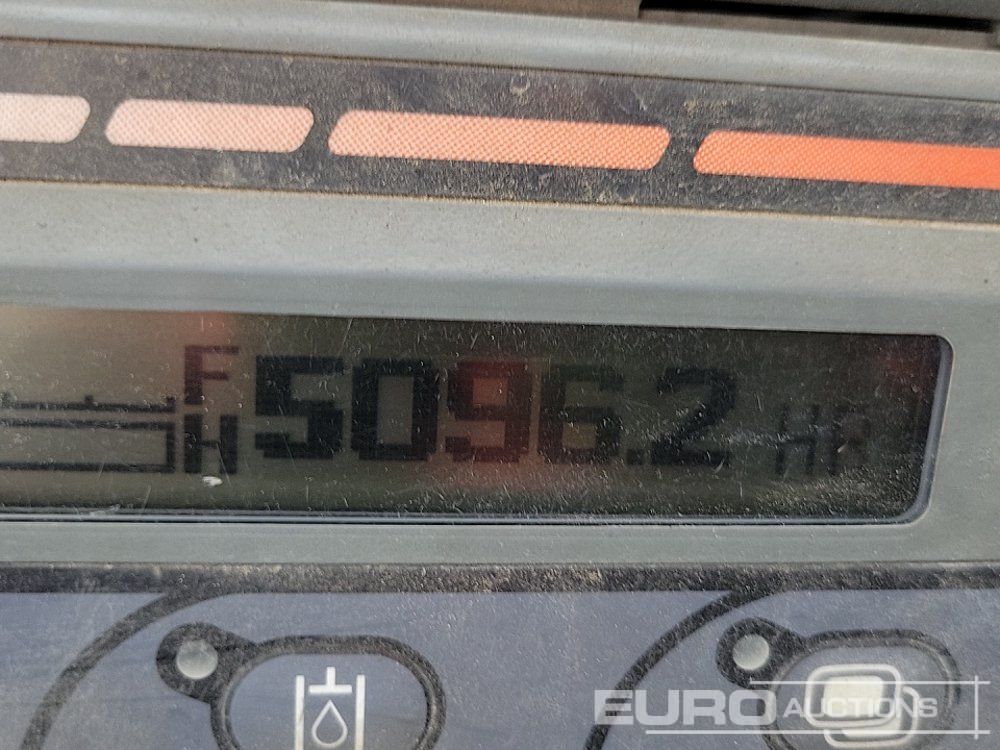 F
H 5096.2 HR
EURO AUCTIONS